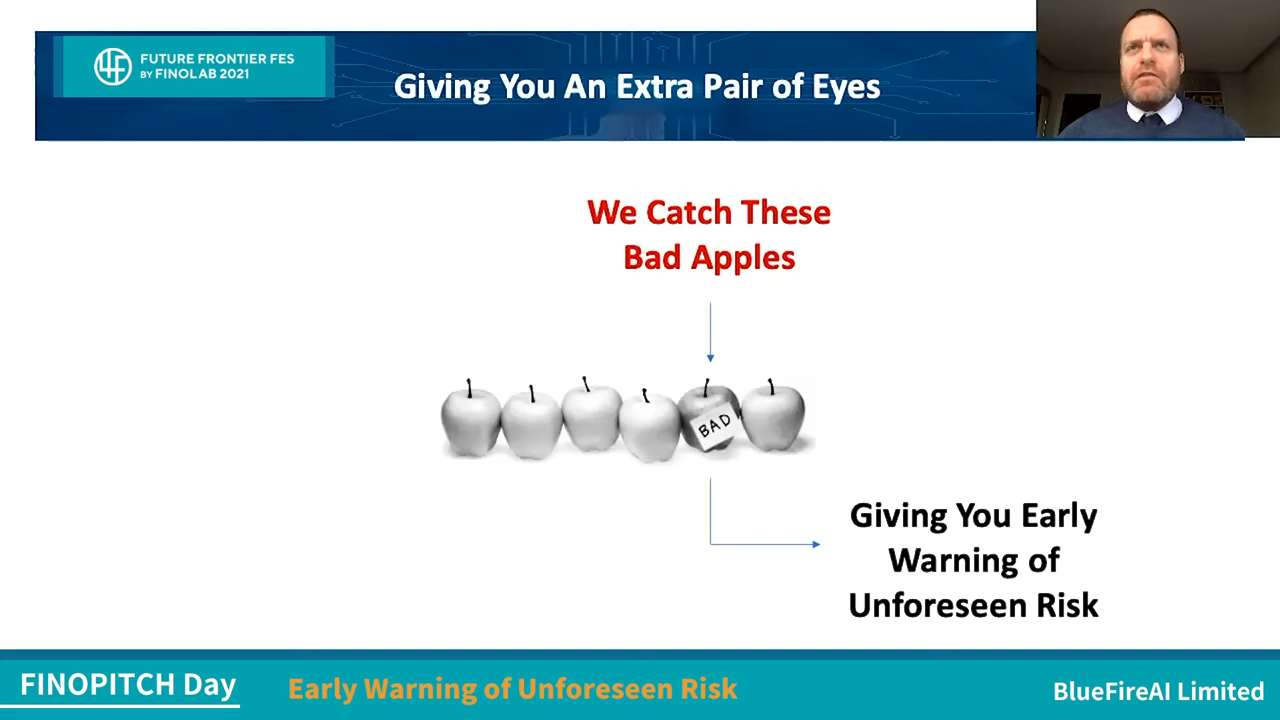 FUTURE FRONTIER FES
BY FINOLAB 2021
Giving You An Extra Pair of Eyes
We Catch These
Bad Apples
BAD
Giving You Early
Warning of
Unforeseen Risk
FINOPITCH Day
Early Warning of Unforeseen Risk
BlueFireAI Limited